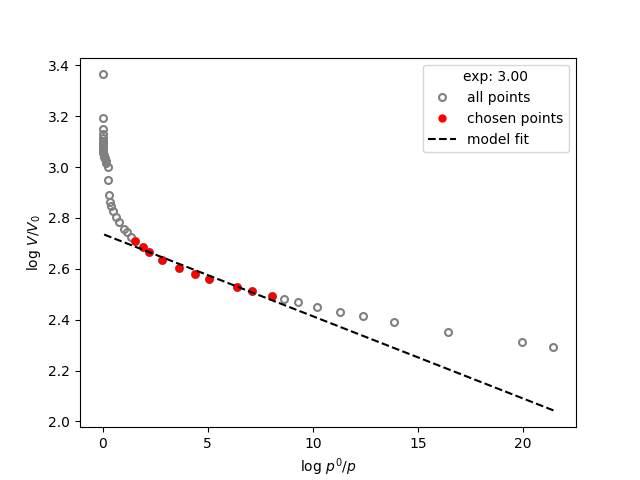 exp: 3.00
all points
chosen points
model fit
3.4
3.2
3.0
2.8
2.6
2.4
2.2
2.0
log V/V₀
0
5
10
15
20
log p⁰/p